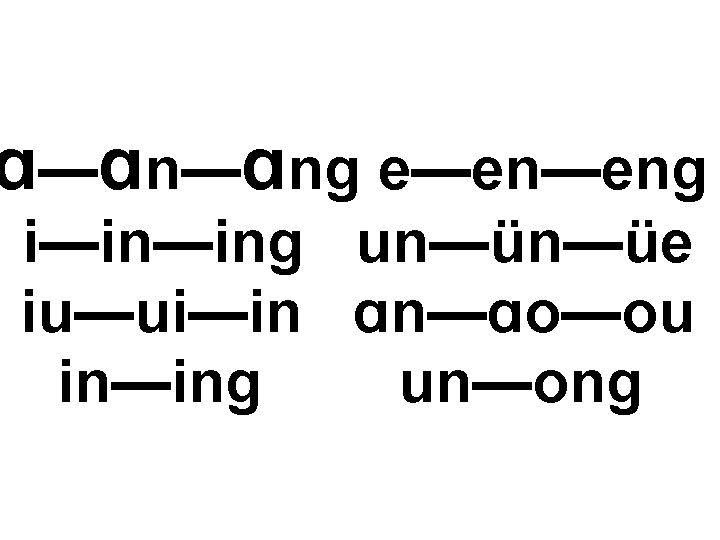 ɑ—ɑn—ɑng e—en—eng
i—in—ing un—ün—üe
iu—ui—in ɑn—ɑo—ou
in—ing un—ong